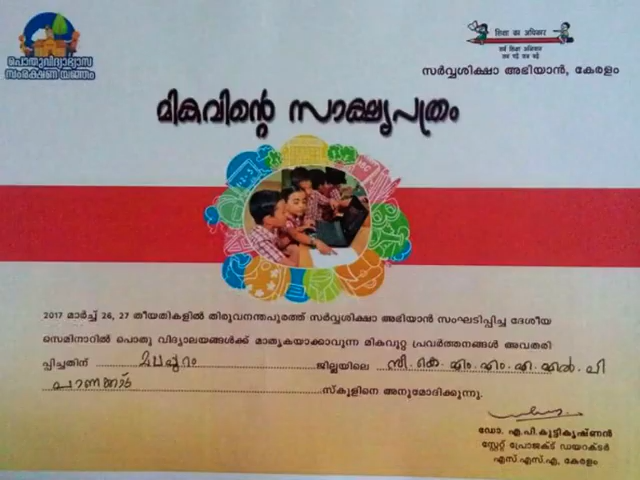 പൊതുവിദ്യാഭ്യാസ
സംരക്ഷണ യജ്ഞം
शिक्षा का अधिकार
सर्व शिक्षा अभियान
सब पढ़ें सब बढ़ें
സർവ്വശിക്ഷാ അഭിയാൻ, കേരളം
മികവിന്റെ സാക്ഷ്യപത്രം
2017 മാർച്ച് 26, 27 തീയതികളിൽ തിരുവനന്തപുരത്ത് സർവ്വശിക്ഷാ അഭിയാൻ സംഘടിപ്പിച്ച ദേശീയ
സെമിനാറിൽ പൊതു വിദ്യാലയങ്ങൾക്ക് മാതൃകയാക്കാവുന്ന മികവുറ്റ പ്രവർത്തനങ്ങൾ അവതരി
പ്പിച്ചതിന് മലപ്പുറം ജില്ലയിലെ സി.കെ.എം.എം.എ.എൽ.പി
സ്കൂളിനെ അനുമോദിക്കുന്നു.
ഡോ. എ.പി.കുട്ടികൃഷ്ണൻ
സ്റ്റേറ്റ് പ്രോജക്ട് ഡയറക്ടർ
എസ്.എസ്.എ, കേരളം